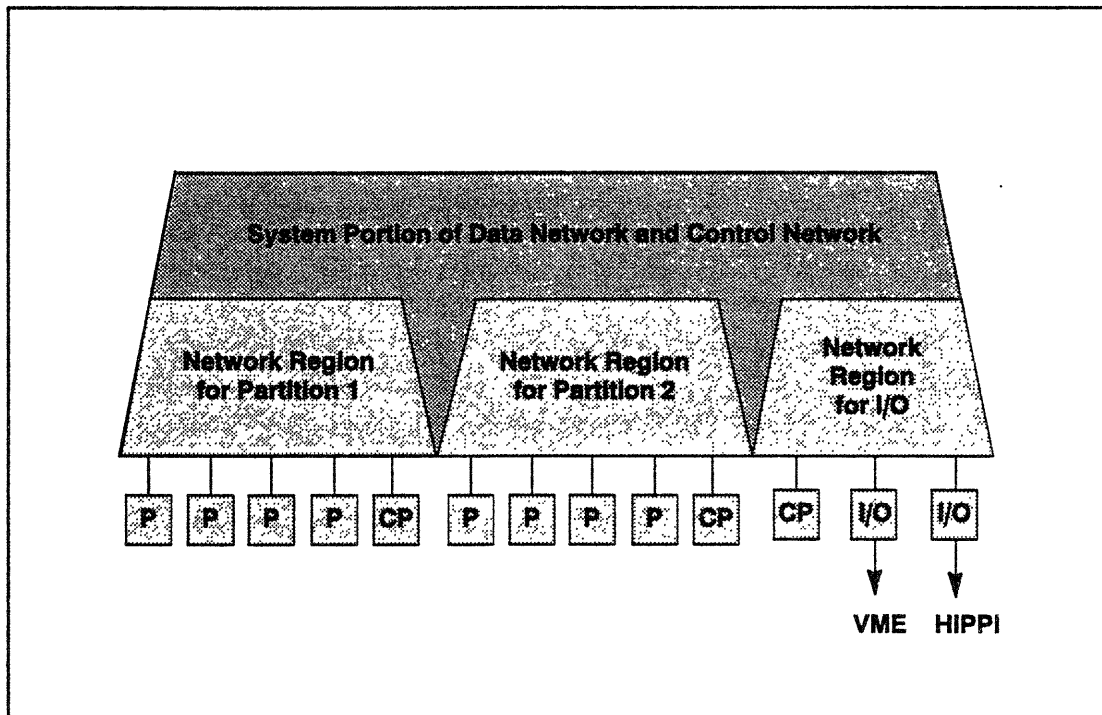 System Portion of Data Network and Control Network
Network Region
for Partition 1
Network Region
for Partition 2
Network
Region
for I/O
P P P P CP P P P P CP CP I/O I/O
VME HIPPI